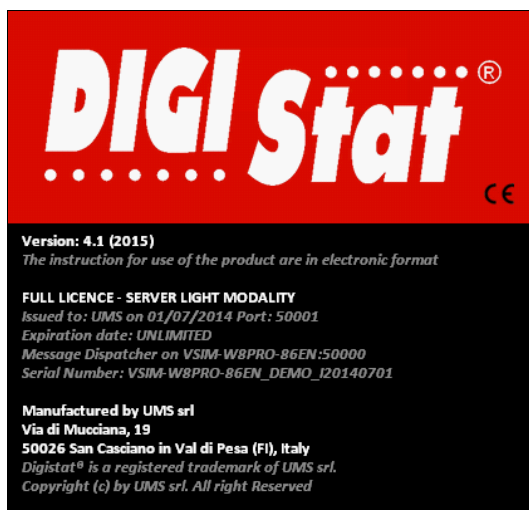 DIGI Stat ®
CE
Version: 4.1 (2015)
The instruction for use of the product are in electronic format
FULL LICENCE - SERVER LIGHT MODALITY
Issued to: UMS on 01/07/2014 Port: 50001
Expiration date: UNLIMITED
Message Dispatcher on VSIM-W8PRO-86EN:50000
Serial Number: VSIM-W8PRO-86EN_DEMO_I20140701
Manufactured by UMS srl
Via di Mucciana, 19
50026 San Casciano in Val di Pesa (FI), Italy
Digistat® is a registered trademark of UMS srl.
Copyright (c) by UMS srl. All right Reserved